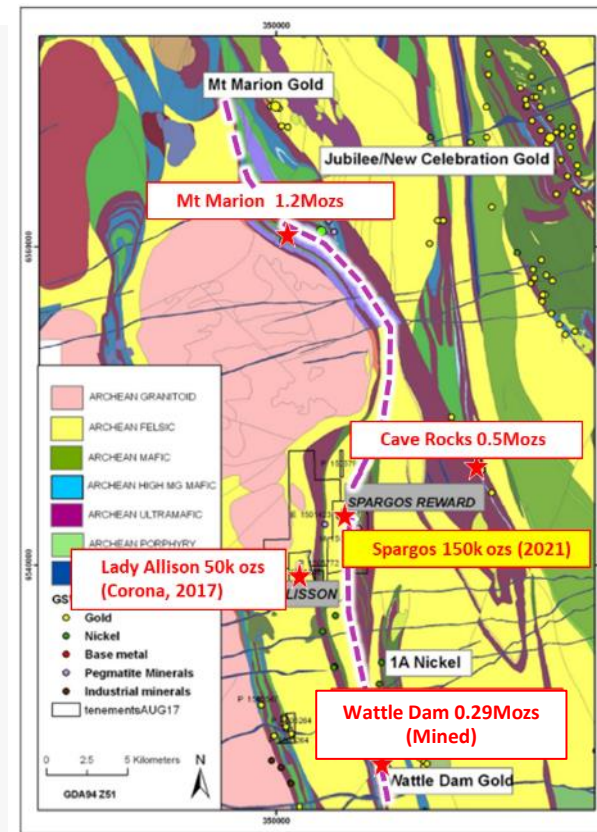 350000
Mt Marion Gold
Jubilee/New Celebration Gold
Mt Marion 1.2Mozs
6560000
ARCHEAN GRANITOID
ARCHEAN FELSIC
ARCHEAN MAFIC
ARCHEAN HIGH MG MAFIC
ARCHEAN ULTRAMAFIC
ARCHEAN PORPHYRY
Cave Rocks 0.5Mozs
SPARGOS REWARD
Spargos 150k ozs (2021)
Lady Allison 50k ozs
(Corona, 2017)
6540000
Gold
Nickel
Base metal
Pegmatite Minerals
Industrial minerals
tenementsAUG17
1A Nickel
Wattle Dam 0.29Mozs
(Mined)
Wattle Dam Gold
0 2.5 5 Kilometers
N
GDA94 Z51
350000